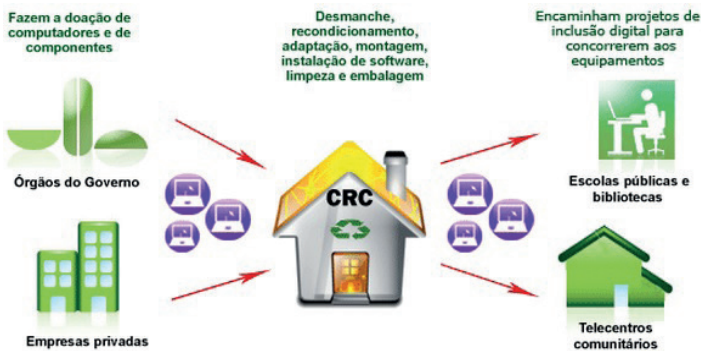 Fazem a doação de
computadores e de
componentes
Órgãos do Governo
Empresas privadas
Desmanche,
recondicionamento,
adaptação, montagem,
instalação de software,
limpeza e embalagem
CRC
Encaminham projetos de
inclusão digital para
concorrerem aos
equipamentos
Escolas públicas e
bibliotecas
Telecentros
comunitários